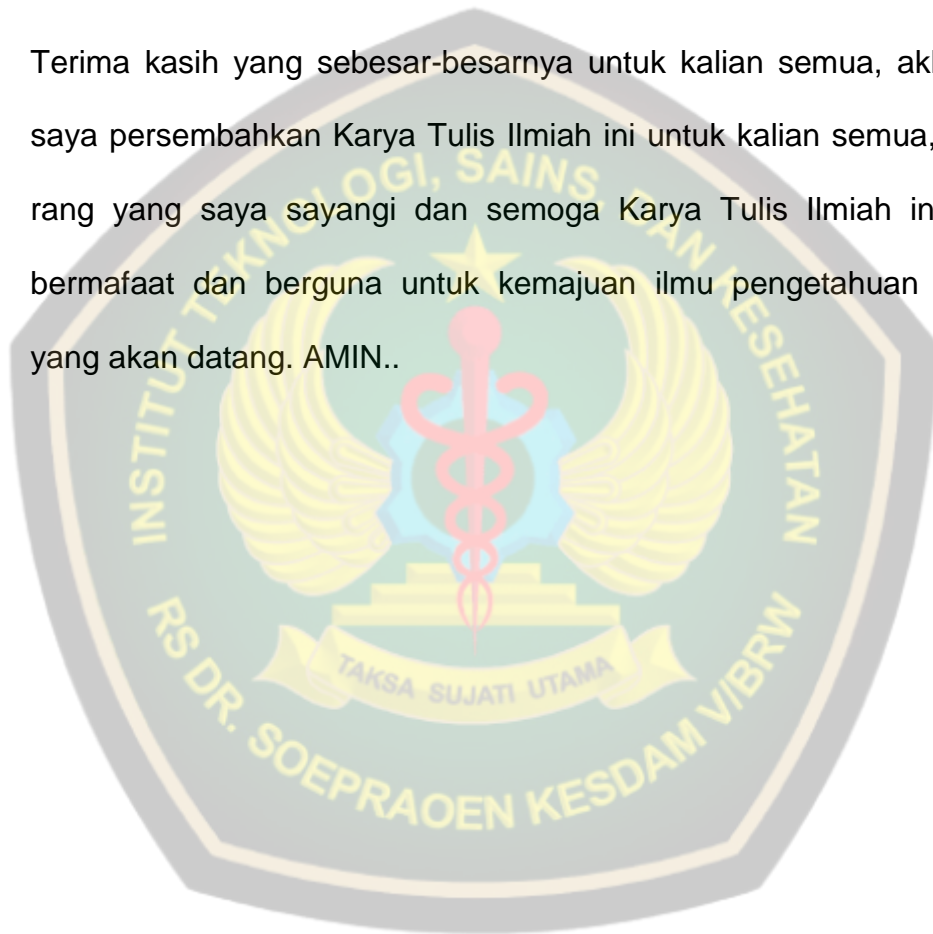 Terima kasih yang sebesar-besarnya untuk kalian semua,
saya persembahkan Karya Tulis Ilmiah ini untuk kalian semua,
rang yang saya sayangi dan semoga Karya Tulis Ilmiah
bermafaat dan berguna untuk kemajuan ilmu pengetahuan
yang akan datang. AMIN..
INSTITUT TEKNOLOGI, SAINS, DAN KESEHATAN
TAKSA SUJATI UTAMA
RS DR. SOEPRAOEN KESDAM V/BRW